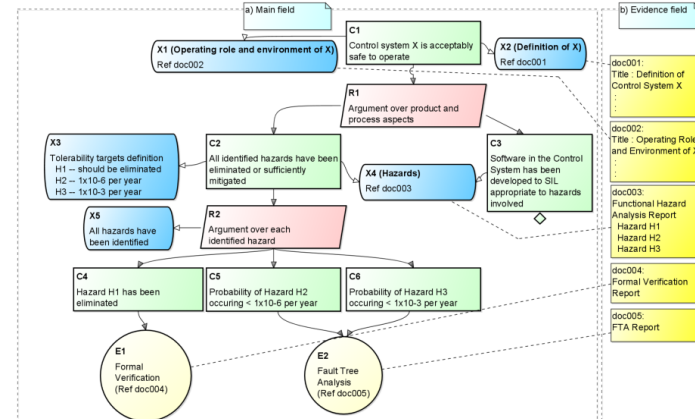 a) Main field
b) Evidence field
C1
Control system X is acceptably
safe to operate
X1 (Operating role and environment of X)
Ref doc002
X2 (Definition of X)
Ref doc001
doc001:
Title : Definition of
Control System X
:
:
R1
Argument over product and
process aspects
doc002:
Title : Operating Role
and Environment of X
:
:
X3
Tolerability targets definition
H1 -- should be eliminated
H2 -- 1x10-6 per year
H3 -- 1x10-3 per year
C2
All identified hazards have been
eliminated or sufficiently
mitigated
X4 (Hazards)
Ref doc003
C3
Software in the Control
System has been
developed to SIL
appropriate to hazards
involved
doc003:
Functional Hazard
Analysis Report
Hazard H1
Hazard H2
Hazard H3
X5
All hazards have
been identified
R2
Argument over each
identified hazard
C4
Hazard H1 has been
eliminated
C5
Probability of Hazard H2
occuring < 1x10-6 per year
C6
Probability of Hazard H3
occuring < 1x10-3 per year
doc004:
Formal Verification
Report
doc005:
FTA Report
E1
Formal
Verification
(Ref doc004)
E2
Fault Tree
Analysis
(Ref doc005)